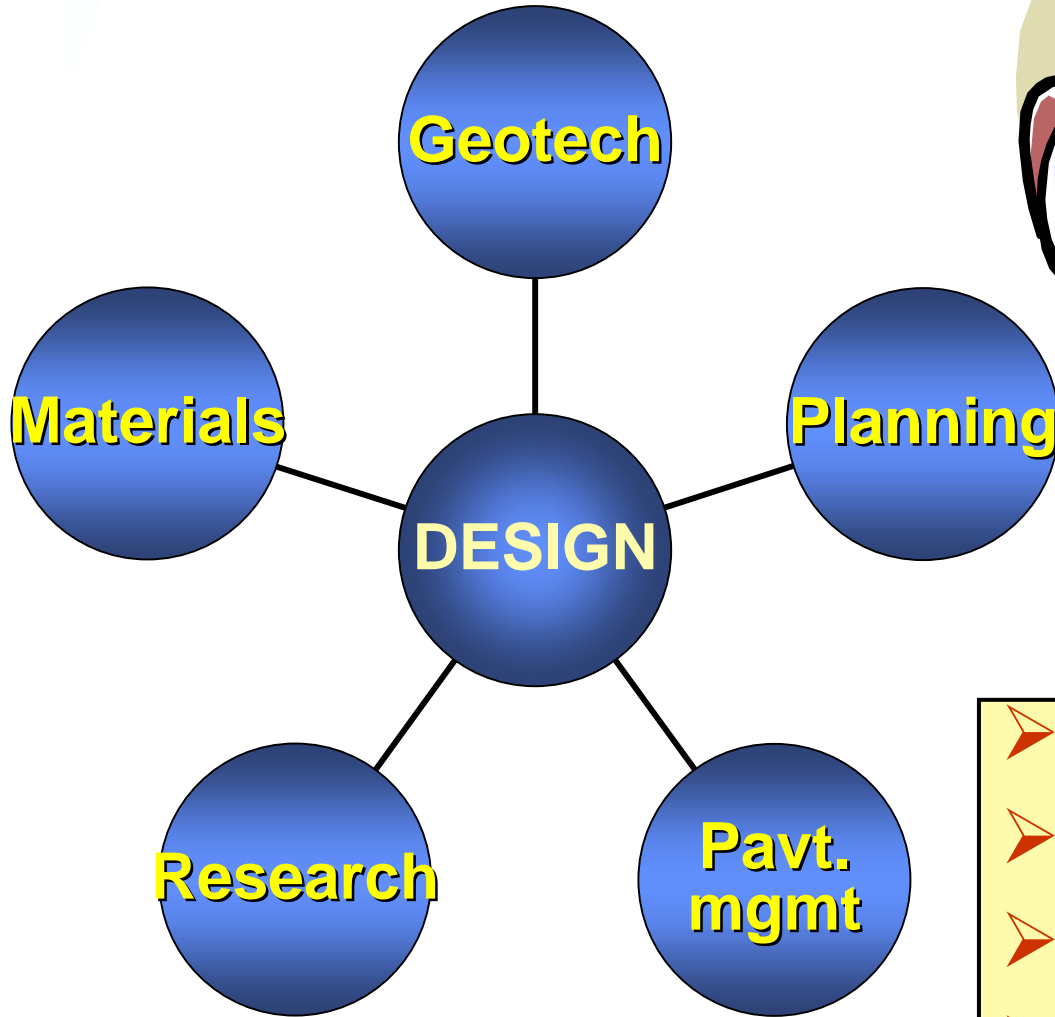 Geotech
Materials
Planning
DESIGN
Research
Pavt.
mgmt